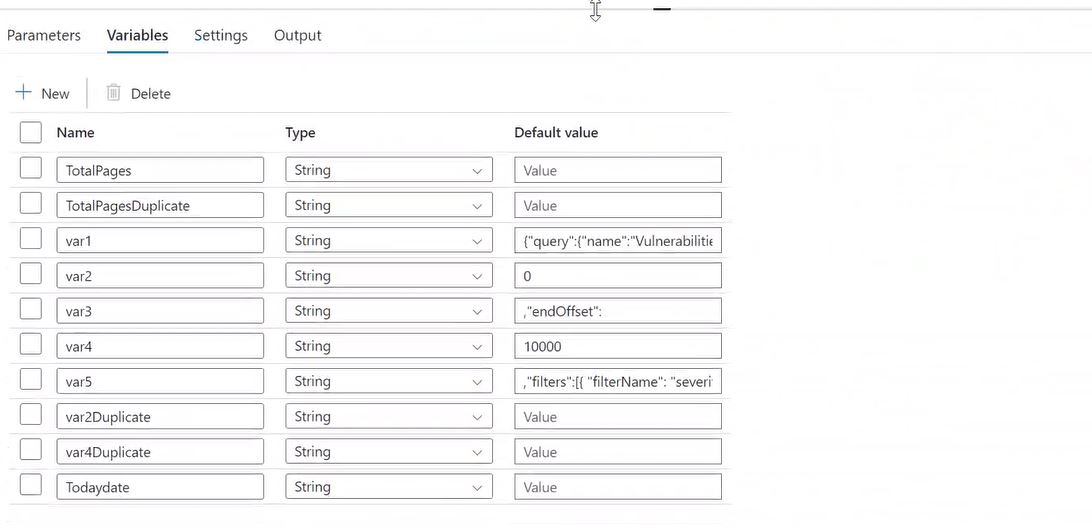 Parameters Variables Settings Output
New Delete
Name Type Default value
TotalPages String Value
TotalPagesDuplicate String Value
var1 String {"query":{"name":"Vulnerabilitie
var2 String 0
var3 String ,"endOffset":
var4 String 10000
var5 String ,"filters":[{ "filterName": "severi
var2Duplicate String Value
var4Duplicate String Value
Todaydate String Value